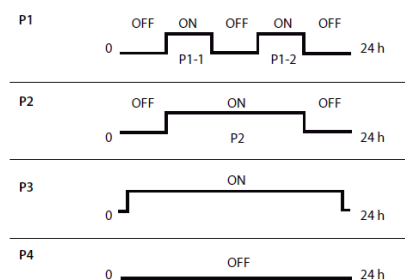 P1 OFF ON OFF ON OFF
0 P1-1 P1-2 24 h
P2 OFF ON OFF
0 P2 24 h
P3 ON
0 24 h
P4 OFF
0 24 h